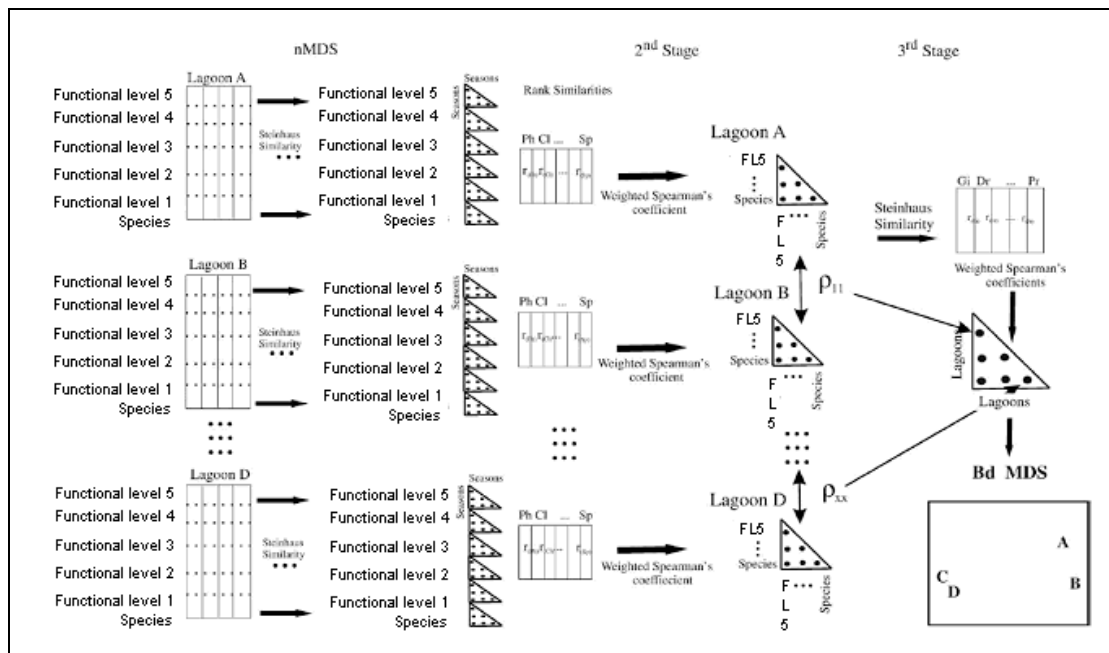 nMDS
2nd Stage
3rd Stage
Lagoon A
Functional level 5
Functional level 4
Functional level 3
Functional level 2
Functional level 1
Species
Steinhaus
Similarity
Functional level 5
Functional level 4
Functional level 3
Functional level 2
Functional level 1
Species
Seasons
Seasons
Rank Similarities
Ph Cl ... Sp
Weighted Spearman's
coefficient
Lagoon A
FL5
Species
F
L
5
Species
Steinhaus
Similarity
Gi Dr ... Pr
Weighted Spearman's
coefficients
Lagoon B
Functional level 5
Functional level 4
Functional level 3
Functional level 2
Functional level 1
Species
Steinhaus
Similarity
Functional level 5
Functional level 4
Functional level 3
Functional level 2
Functional level 1
Species
Seasons
Seasons
Ph Cl ... Sp
Weighted Spearman's
coefficient
Lagoon B
FL5
Species
F
L
5
Species
ρ11
Lagoons
Lagoons
Bd MDS
A
B
C
D
Lagoon D
Functional level 5
Functional level 4
Functional level 3
Functional level 2
Functional level 1
Species
Steinhaus
Similarity
Functional level 5
Functional level 4
Functional level 3
Functional level 2
Functional level 1
Species
Seasons
Seasons
Ph Cl ... Sp
Weighted Spearman's
coefficient
Lagoon D
FL5
Species
F
L
5
Species
ρxx